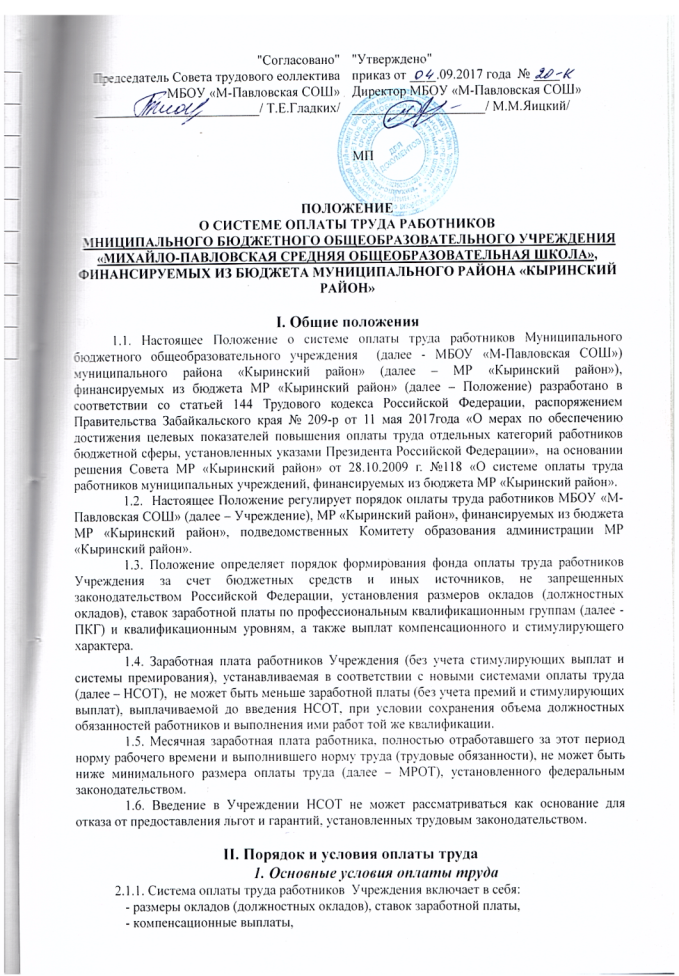 "Согласовано" "Утверждено"
Председатель Совета трудового еоллектива приказ от 04.09.2017 года № 20-к
МБОУ «М-Павловская СОШ» Директор МБОУ «М-Павловская СОШ»
/ Т.Е.Гладких/ / М.М.Яицкий/
ДЛЯ ДОКУМЕНТОВ
МП
ПОЛОЖЕНИЕ
О СИСТЕМЕ ОПЛАТЫ ТРУДА РАБОТНИКОВ
МНИЦИПАЛЬНОГО БЮДЖЕТНОГО ОБЩЕОБРАЗОВАТЕЛЬНОГО УЧРЕЖДЕНИЯ
«МИХАЙЛО-ПАВЛОВСКАЯ СРЕДНЯЯ ОБЩЕОБРАЗОВАТЕЛЬНАЯ ШКОЛА»,
ФИНАНСИРУЕМЫХ ИЗ БЮДЖЕТА МУНИЦИПАЛЬНОГО РАЙОНА «КЫРИНСКИЙ
РАЙОН»
I. Общие положения
1.1. Настоящее Положение о системе оплаты труда работников Муниципального
бюджетного общеобразовательного учреждения (далее - МБОУ «М-Павловская СОШ»)
муниципального района «Кыринский район» (далее – МР «Кыринский район»),
финансируемых из бюджета МР «Кыринский район» (далее – Положение) разработано в
соответствии со статьей 144 Трудового кодекса Российской Федерации, распоряжением
Правительства Забайкальского края № 209-р от 11 мая 2017года «О мерах по обеспечению
достижения целевых показателей повышения оплаты труда отдельных категорий работников
бюджетной сферы, установленных указами Президента Российской Федерации», на основании
решения Совета МР «Кыринский район» от 28.10.2009 г. №118 «О системе оплаты труда
работников муниципальных учреждений, финансируемых из бюджета МР «Кыринский район».
1.2. Настоящее Положение регулирует порядок оплаты труда работников МБОУ «М-
Павловская СОШ» (далее – Учреждение), МР «Кыринский район», финансируемых из бюджета
МР «Кыринский район», подведомственных Комитету образования администрации МР
«Кыринский район».
1.3. Положение определяет порядок формирования фонда оплаты труда работников
Учреждения за счет бюджетных средств и иных источников, не запрещенных
законодательством Российской Федерации, установления размеров окладов (должностных
окладов), ставок заработной платы по профессиональным квалификационным группам (далее -
ПКГ) и квалификационным уровням, а также выплат компенсационного и стимулирующего
характера.
1.4. Заработная плата работников Учреждения (без учета стимулирующих выплат и
системы премирования), устанавливаемая в соответствии с новыми системами оплаты труда
(далее – НСОТ), не может быть меньше заработной платы (без учета премий и стимулирующих
выплат), выплачиваемой до введения НСОТ, при условии сохранения объема должностных
обязанностей работников и выполнения ими работ той же квалификации.
1.5. Месячная заработная плата работника, полностью отработавшего за этот период
норму рабочего времени и выполнившего норму труда (трудовые обязанности), не может быть
ниже минимального размера оплаты труда (далее – МРОТ), установленного федеральным
законодательством.
1.6. Введение в Учреждении НСОТ не может рассматриваться как основание для
отказа от предоставления льгот и гарантий, установленных трудовым законодательством.
II. Порядок и условия оплаты труда
1. Основные условия оплаты труда
2.1.1. Система оплаты труда работников Учреждения включает в себя:
- размеры окладов (должностных окладов), ставок заработной платы,
- компенсационные выплаты,